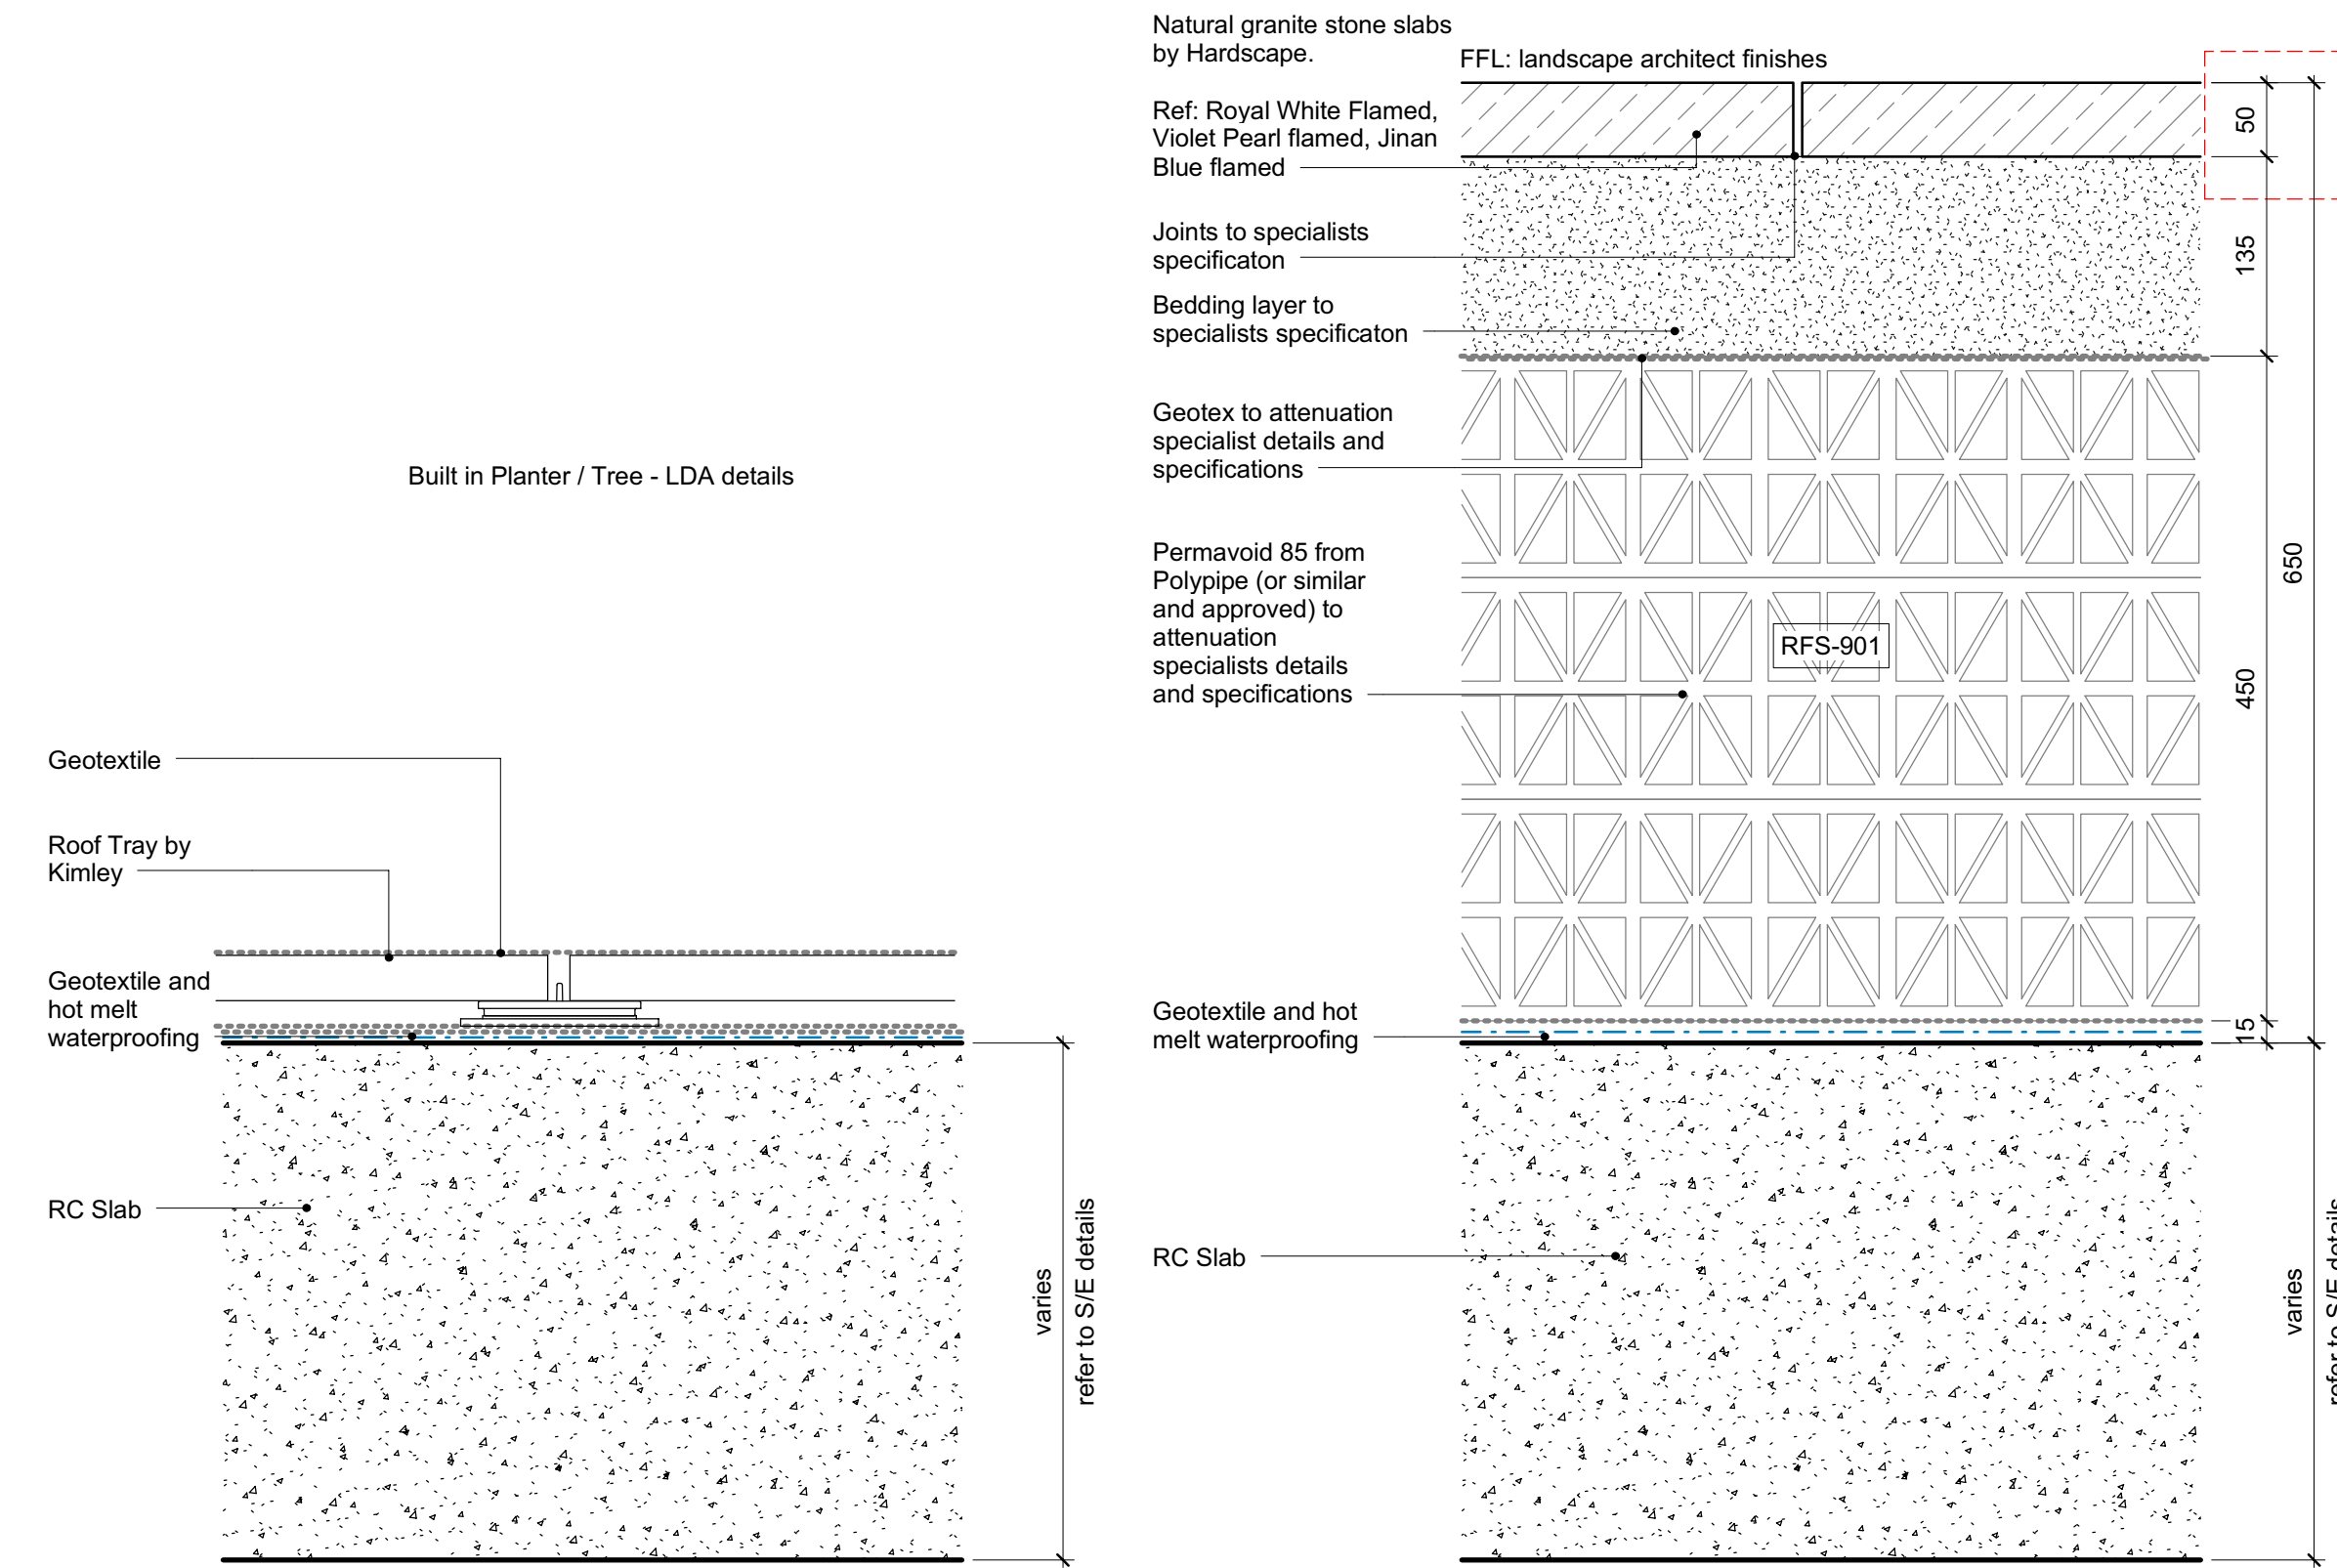 Built in Planter / Tree - LDA details
Geotextile
Roof Tray by
Kimley
Geotextile and
hot melt
waterproofing
RC Slab
varies
refer to S/E details
Natural granite stone slabs
by Hardscape.
FFL: landscape architect finishes
Ref: Royal White Flamed,
Violet Pearl flamed, Jinan
Blue flamed
Joints to specialists
specificaton
Bedding layer to
specialists specificaton
Geotex to attenuation
specialist details and
specifications
Permavoid 85 from
Polypipe (or similar
and approved) to
attenuation
specialists details
and specifications
RFS-901
Geotextile and hot
melt waterproofing
RC Slab
50
135
450
15
650
varies
refer to S/E details